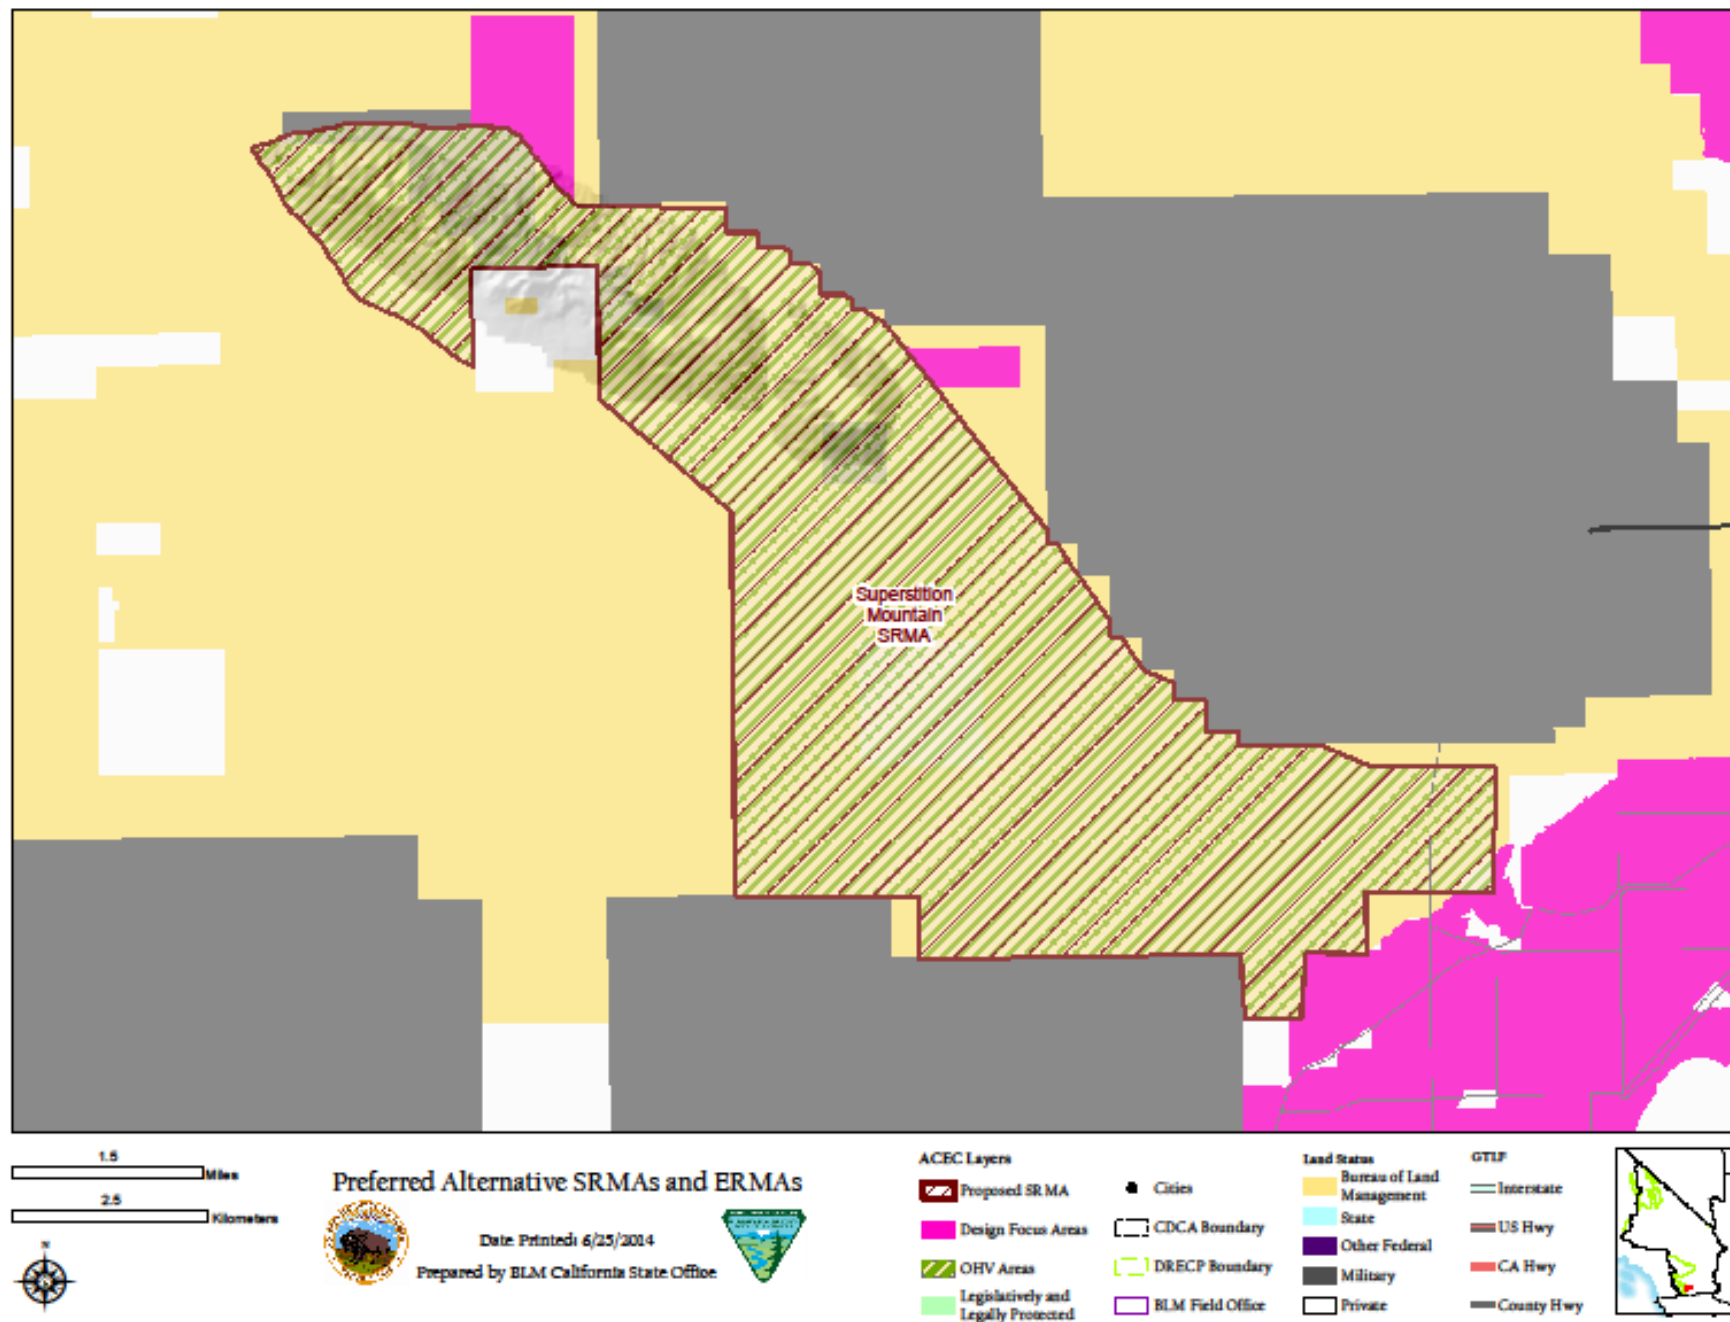 Superstition
Mountain
SRMA
1.5
Miles
2.5
Kilometers
N
Preferred Alternative SRMAs and ERMAs
Date Printed: 6/25/2014
Prepared by BLM California State Office
ACEC Layers
Proposed SRMA
Design Focus Areas
OHV Areas
Legislatively and
Legally Protected
Cities
CDCA Boundary
DRECP Boundary
BLM Field Office
Land Status
Bureau of Land
Management
State
Other Federal
Military
Private
GTLF
Interstate
US Hwy
CA Hwy
County Hwy